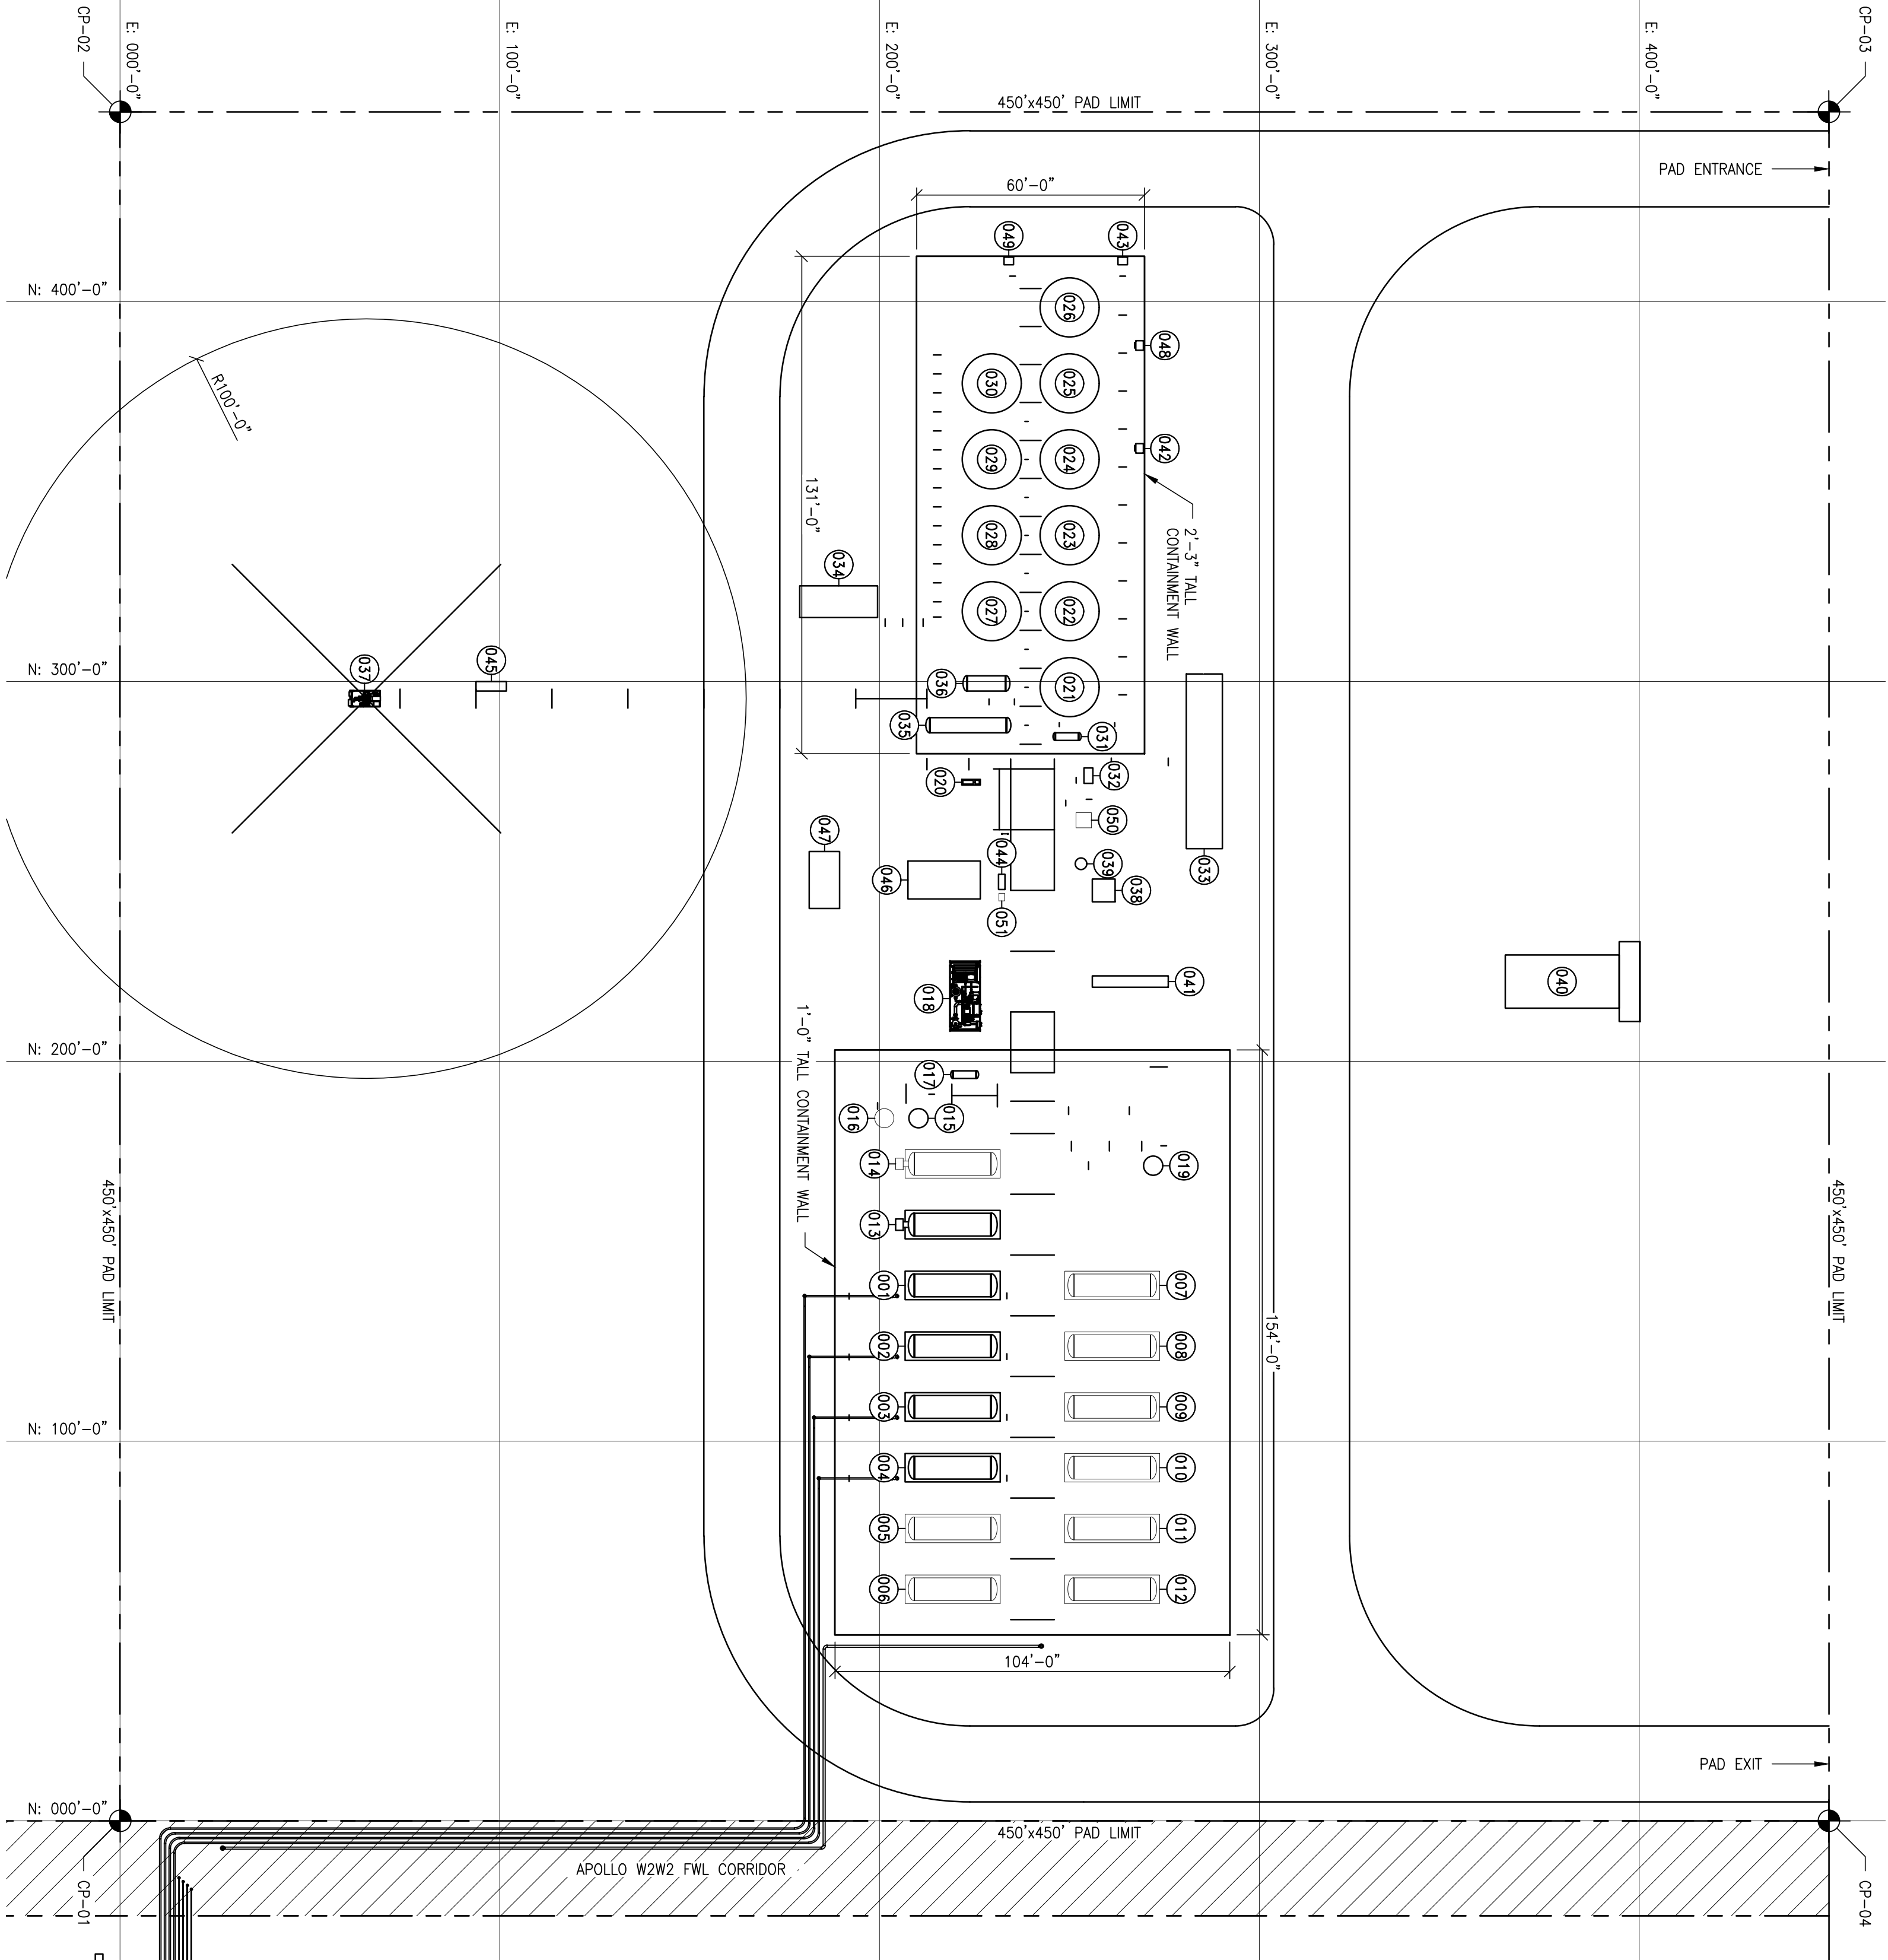 CP-02
E: 000'-0"
E: 100'-0"
E: 200'-0"
E: 300'-0"
E: 400'-0"
CP-03
450'x450' PAD LIMIT
PAD ENTRANCE
60'-0"
049
043
N: 400'-0"
026
048
R100'-0"
030
025
042
029
024
131'-0"
2'-3" TALL
CONTAINMENT WALL
028
023
034
027
022
N: 300'-0"
037
045
036
021
035
031
020
032
050
047
044
039
033
046
038
051
018
041
040
1'-0" TALL CONTAINMENT WALL
N: 200'-0"
017
016
015
014
019
013
450'x450' PAD LIMIT
450'x450' PAD LIMIT
001
007
154'-0"
002
008
003
009
N: 100'-0"
004
010
005
011
006
012
104'-0"
PAD EXIT
N: 000'-0"
450'x450' PAD LIMIT
APOLLO W2W2 FWL CORRIDOR
CP-01
CP-04